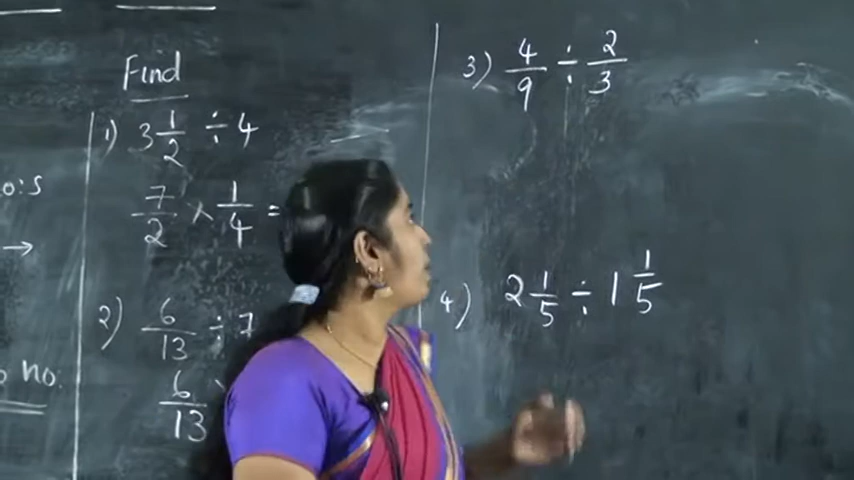 o:s
→
no.
Find
1) 3 1/2 ÷ 4
7/2 × 1/4 =
2) 6/13 ÷ 7
6/13
3) 4/9 ÷ 2/3
4) 2 1/5 ÷ 1 1/5